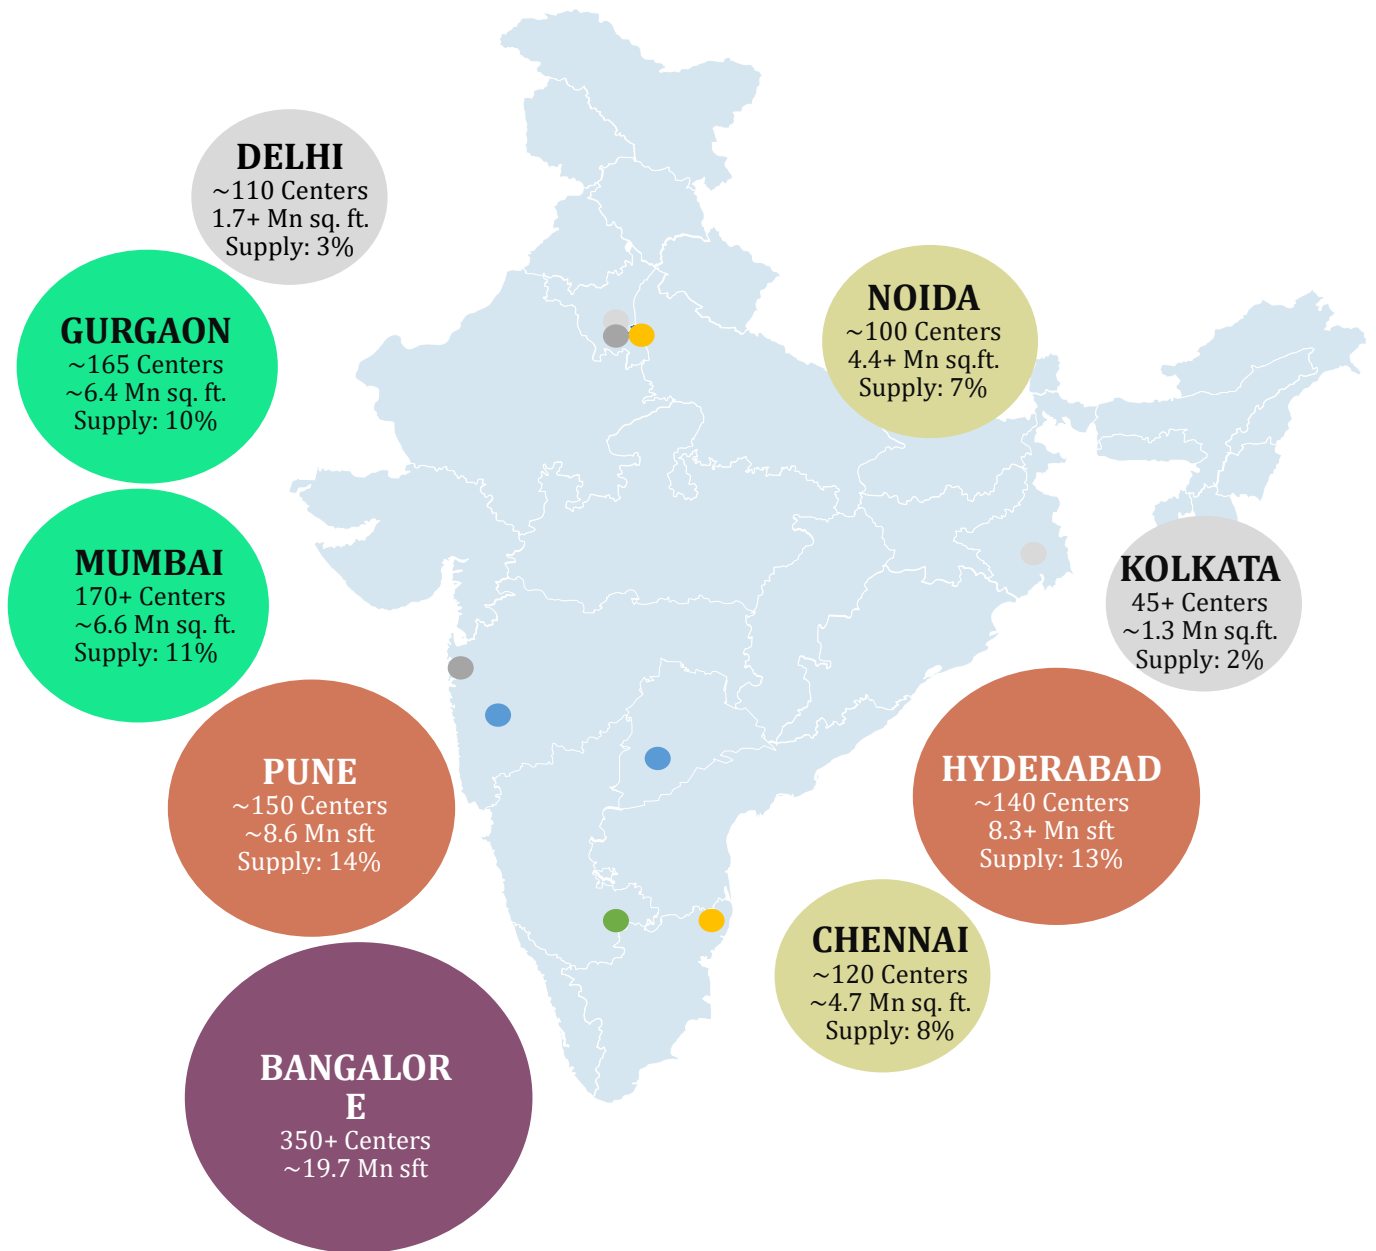 DELHI
~110 Centers
1.7+ Mn sq. ft.
Supply: 3%
GURGAON
~165 Centers
~6.4 Mn sq. ft.
Supply: 10%
MUMBAI
170+ Centers
~6.6 Mn sq. ft.
Supply: 11%
PUNE
~150 Centers
~8.6 Mn sft
Supply: 14%
BANGALOR
E
350+ Centers
~19.7 Mn sft
NOIDA
~100 Centers
4.4+ Mn sq.ft.
Supply: 7%
KOLKATA
45+ Centers
~1.3 Mn sq.ft.
Supply: 2%
HYDERABAD
~140 Centers
8.3+ Mn sft
Supply: 13%
CHENNAI
~120 Centers
~4.7 Mn sq. ft.
Supply: 8%